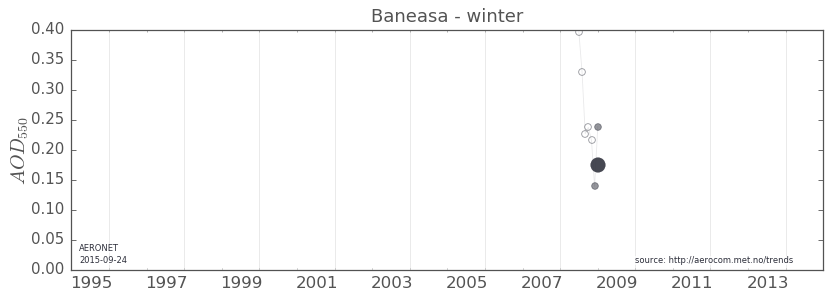 Baneasa - winter
0.40
0.35
0.30
0.25
0.20
0.15
0.10
0.05
0.00
AOD550
AERONET
2015-09-24
source: http://aerocom.met.no/trends
1995 1997 1999 2001 2003 2005 2007 2009 2011 2013